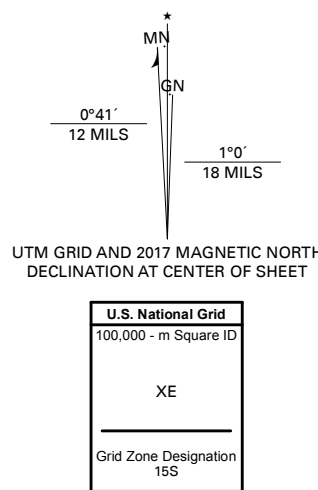 ★
MN
GN
0°41´
12 MILS
1°0´
18 MILS
UTM GRID AND 2017 MAGNETIC NORTH
DECLINATION AT CENTER OF SHEET
U.S. National Grid
100,000 - m Square ID
XE
Grid Zone Designation
15S